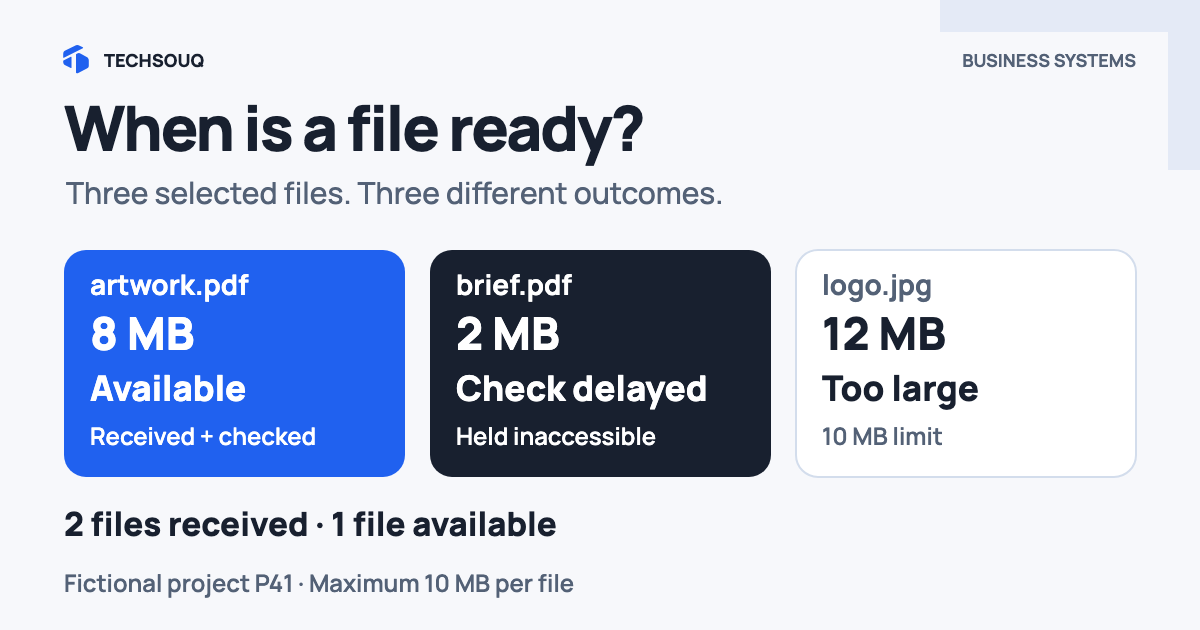 TECHSOUQ
BUSINESS SYSTEMS
When is a file ready?
Three selected files. Three different outcomes.
artwork.pdf
8 MB
Available
Received + checked
brief.pdf
2 MB
Check delayed
Held inaccessible
logo.jpg
12 MB
Too large
10 MB limit
2 files received · 1 file available
Fictional project P41 · Maximum 10 MB per file